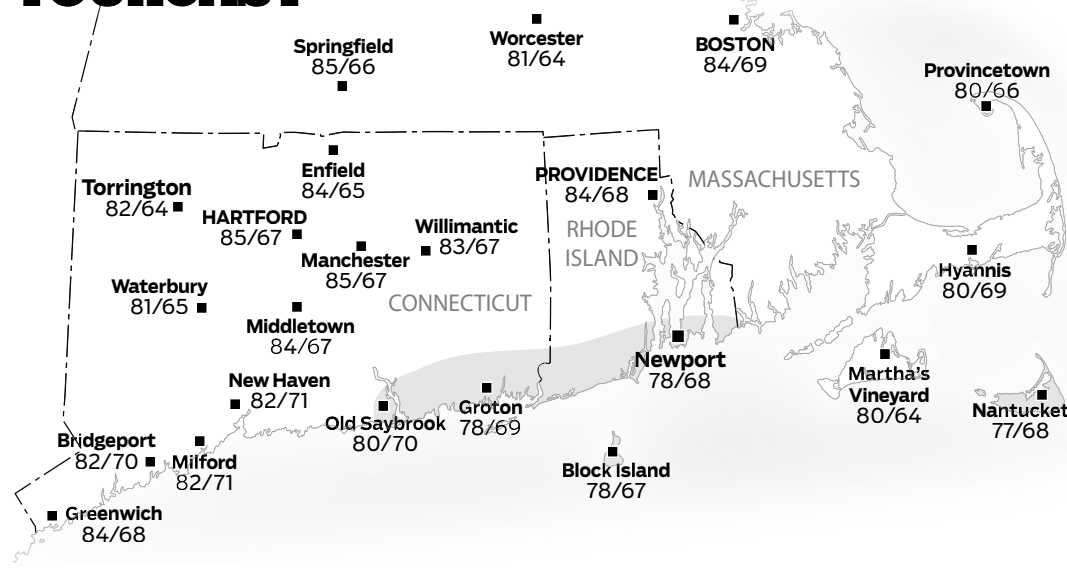 Springfield
85/66
Worcester
81/64
BOSTON
84/69
Provincetown
80/66
Enfield
84/65
Torrington
82/64
HARTFORD
85/67
Willimantic
83/67
Manchester
85/67
PROVIDENCE
84/68
MASSACHUSETTS
RHODE
ISLAND
Hyannis
80/69
Waterbury
81/65
CONNECTICUT
Middletown
84/67
Newport
78/68
Martha's
Vineyard
80/64
Nantucket
77/68
New Haven
82/71
Old Saybrook
80/70
Groton
78/69
Bridgeport
82/70
Milford
82/71
Block Island
78/67
Greenwich
84/68